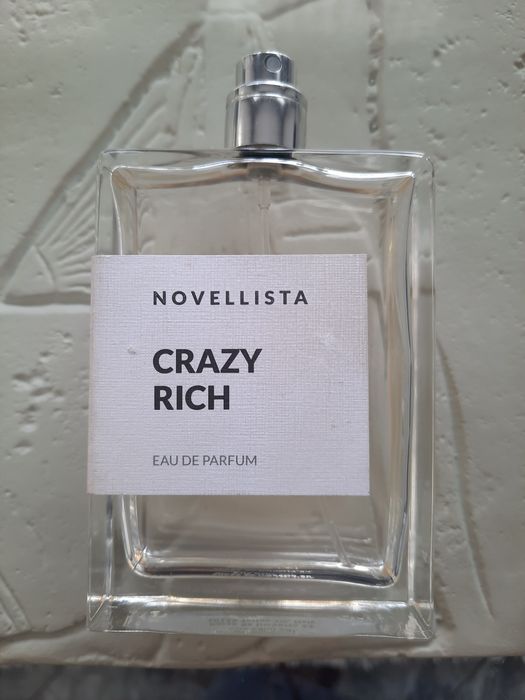 NOVELLISTA
CRAZY
RICH
EAU DE PARFUM